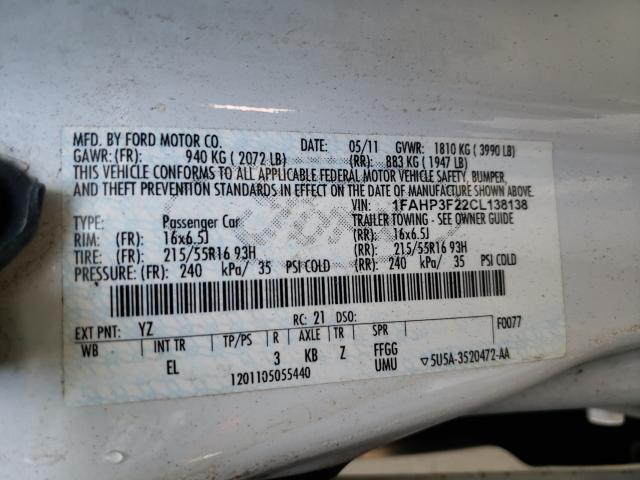 MFD. BY FORD MOTOR CO. DATE: 05/11 GVWR: 1810 KG ( 3990 LB)
GAWR: (FR): 940 KG ( 2072 LB) (RR): 883 KG ( 1947 LB)
THIS VEHICLE CONFORMS TO ALL APPLICABLE FEDERAL MOTOR VEHICLE SAFETY, BUMPER,
AND THEFT PREVENTION STANDARDS IN EFFECT ON THE DATE OF MANUFACTURE SHOWN ABOVE.
VIN: 1FAHP3F22CL138138
TYPE: Passenger Car TRAILER TOWING - SEE OWNER GUIDE
RIM: (FR): 16x6.5J (RR): 16x6.5J
TIRE: (FR): 215/55R16 93H (RR): 215/55R16 93H
PRESSURE: (FR): 240 kPa/ 35 PSI COLD (RR): 240 kPa/ 35 PSI COLD
EXT PNT: YZ RC: 21 DSO: F0077
WB INT TR TP/PS R AXLE TR SPR
EL 3 KB Z FFGG
UMU
1201105055440 5U5A-3520472-AA